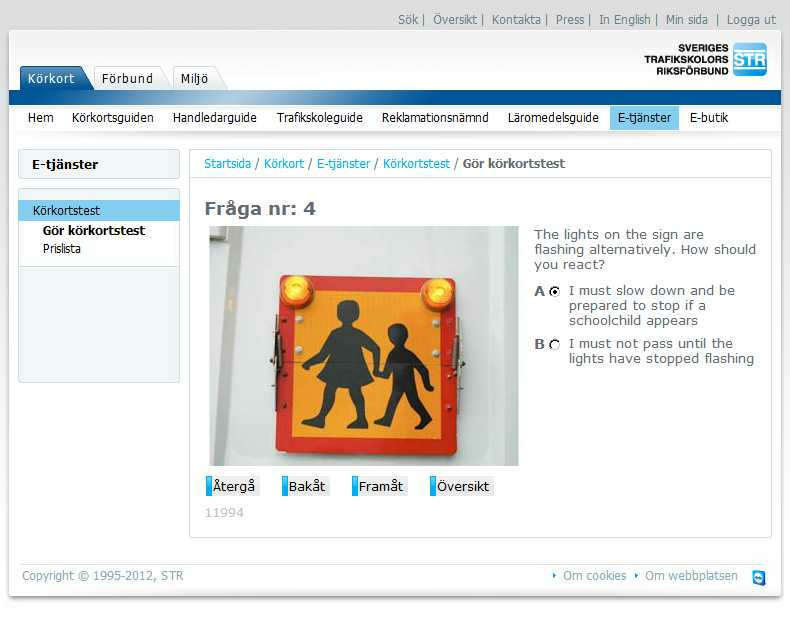 Sök | Översikt | Kontakta | Press | In English | Min sida | Logga ut
SVERIGES
TRAFIKSKOLORS
RIKSFÖRBUND
STR
Körkort Förbund Miljö
Hem Körkortsguiden Handledarguide Trafikskoleguide Reklamationsnämnd Läromedelsguide E-tjänster E-butik
E-tjänster
Körkortstest
Gör körkortstest
Prislista
Startsida / Körkort / E-tjänster / Körkortstest / Gör körkortstest
Fråga nr: 4
The lights on the sign are
flashing alternatively. How should
you react?
A I must slow down and be
prepared to stop if a
schoolchild appears
B I must not pass until the
lights have stopped flashing
Återgå Bakåt Framåt Översikt
11994
Copyright © 1995-2012, STR
Om cookies Om webbplatsen